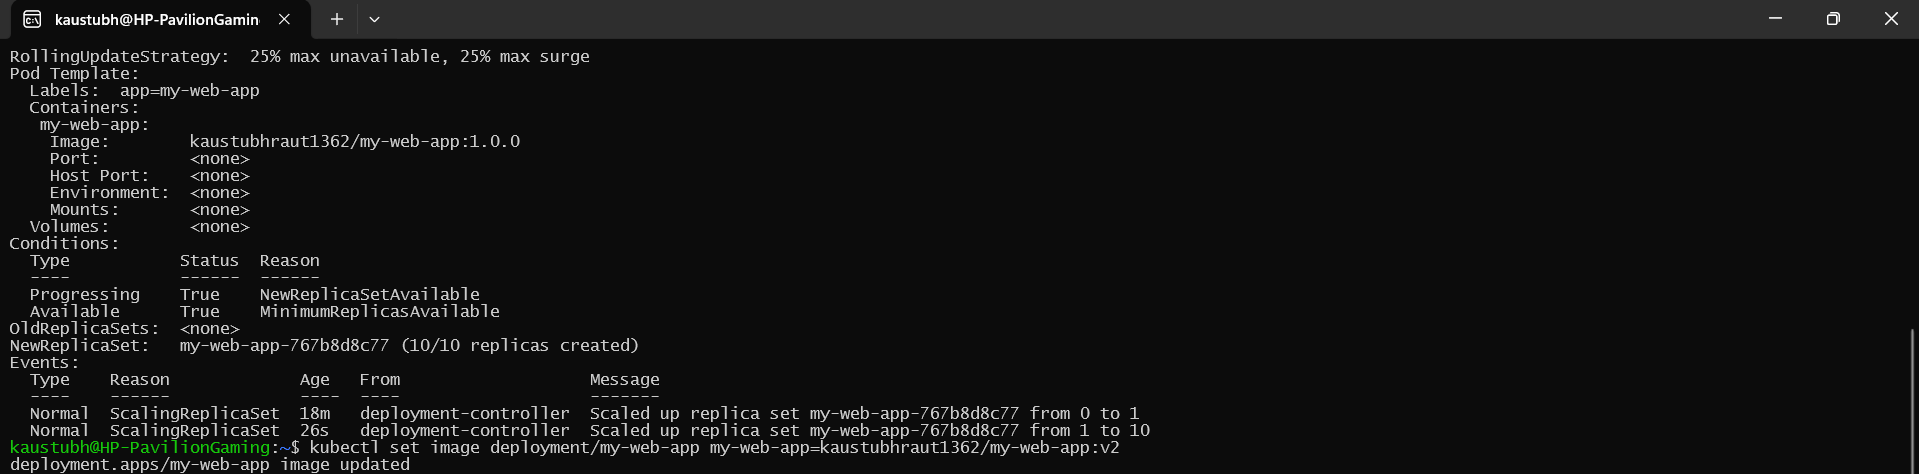 kaustubh@HP-PavilionGamin
RollingUpdateStrategy:  25% max unavailable, 25% max surge
Pod Template:
  Labels:  app=my-web-app
  Containers:
   my-web-app:
    Image:        kaustubhraut1362/my-web-app:1.0.0
    Port:         <none>
    Host Port:    <none>
    Environment:  <none>
    Mounts:       <none>
  Volumes:        <none>
Conditions:
  Type           Status  Reason
  ----           ------  ------
  Progressing    True    NewReplicaSetAvailable
  Available      True    MinimumReplicasAvailable
OldReplicaSets:  <none>
NewReplicaSet:   my-web-app-767b8d8c77 (10/10 replicas created)
Events:
  Type    Reason             Age   From                   Message
  ----    ------             ----  ----                   -------
  Normal  ScalingReplicaSet  18m   deployment-controller  Scaled up replica set my-web-app-767b8d8c77 from 0 to 1
  Normal  ScalingReplicaSet  26s   deployment-controller  Scaled up replica set my-web-app-767b8d8c77 from 1 to 10
kaustubh@HP-PavilionGaming:~$ kubectl set image deployment/my-web-app my-web-app=kaustubhraut1362/my-web-app:v2
deployment.apps/my-web-app image updated